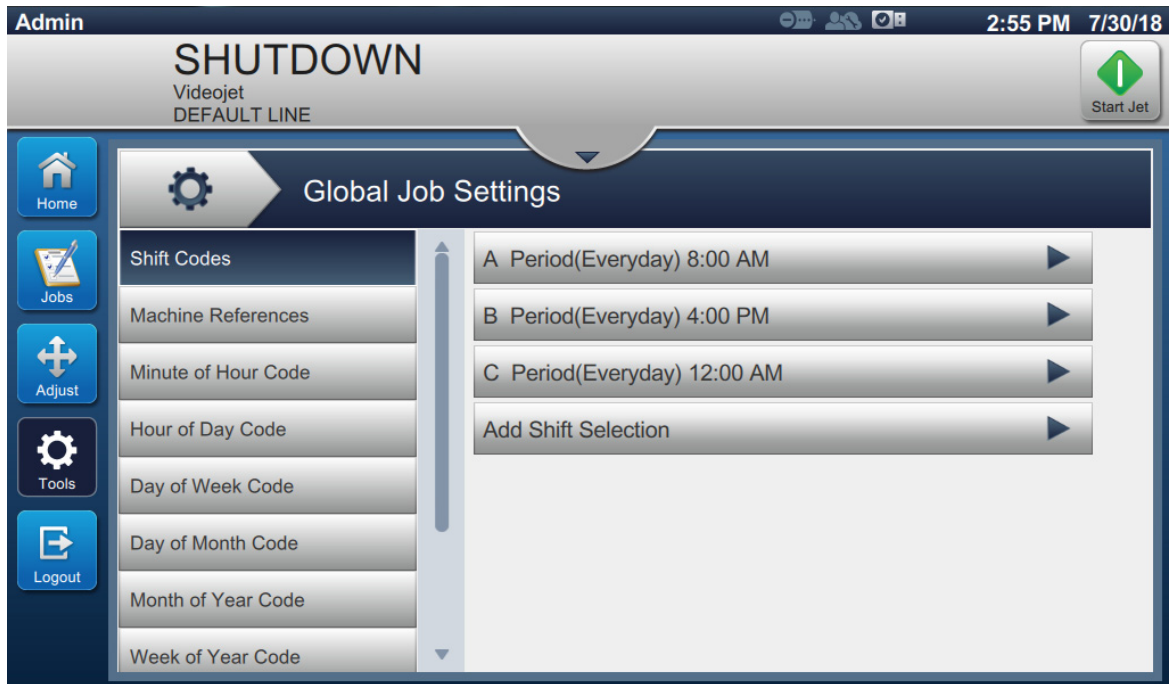 Admin
2:55 PM 7/30/18
SHUTDOWN
Videojet
DEFAULT LINE
Start Jet
Home
Jobs
Adjust
Tools
Logout
Global Job Settings
Shift Codes
Machine References
Minute of Hour Code
Hour of Day Code
Day of Week Code
Day of Month Code
Month of Year Code
Week of Year Code
A Period(Everyday) 8:00 AM
B Period(Everyday) 4:00 PM
C Period(Everyday) 12:00 AM
Add Shift Selection